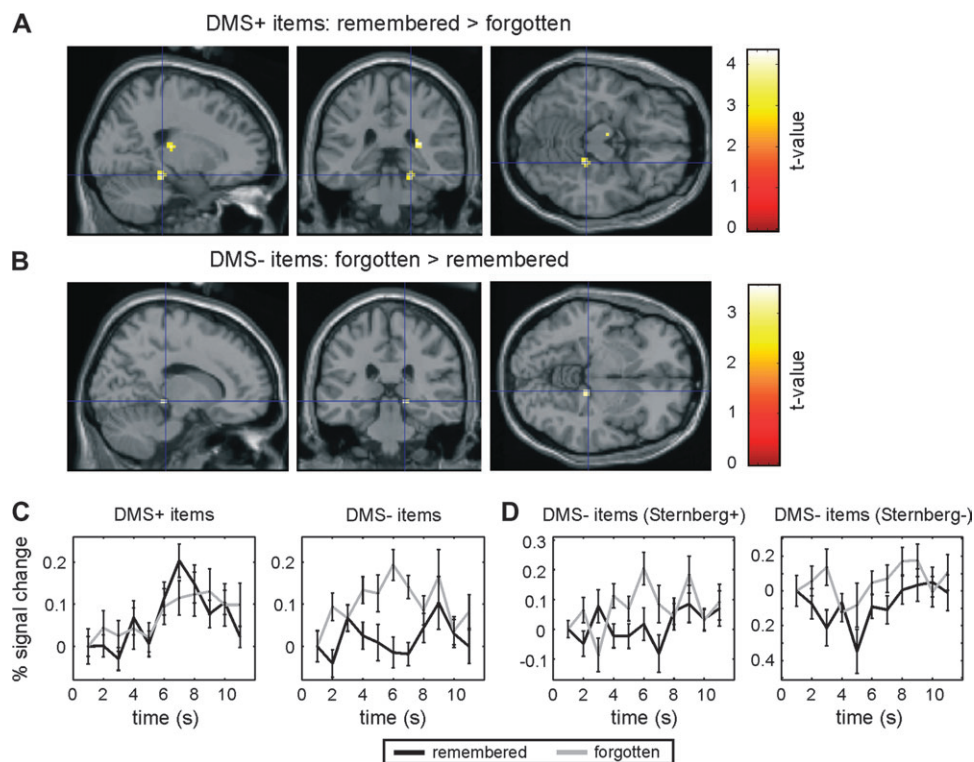 A DMS+ items: remembered > forgotten
4
3
2
1
0
t-value
B DMS- items: forgotten > remembered
3
2
1
0
t-value
C DMS+ items DMS- items D DMS- items (Sternberg+) DMS- items (Sternberg-)
% signal change
0.2
0.1
0
0 2 4 6 8 10
time (s)
0.2
0.1
0
0 2 4 6 8 10
time (s)
0.3
0.2
0.1
0
-0.1
0 2 4 6 8 10
time (s)
0.2
0
0.2
0.4
0 2 4 6 8 10
time (s)
remembered forgotten